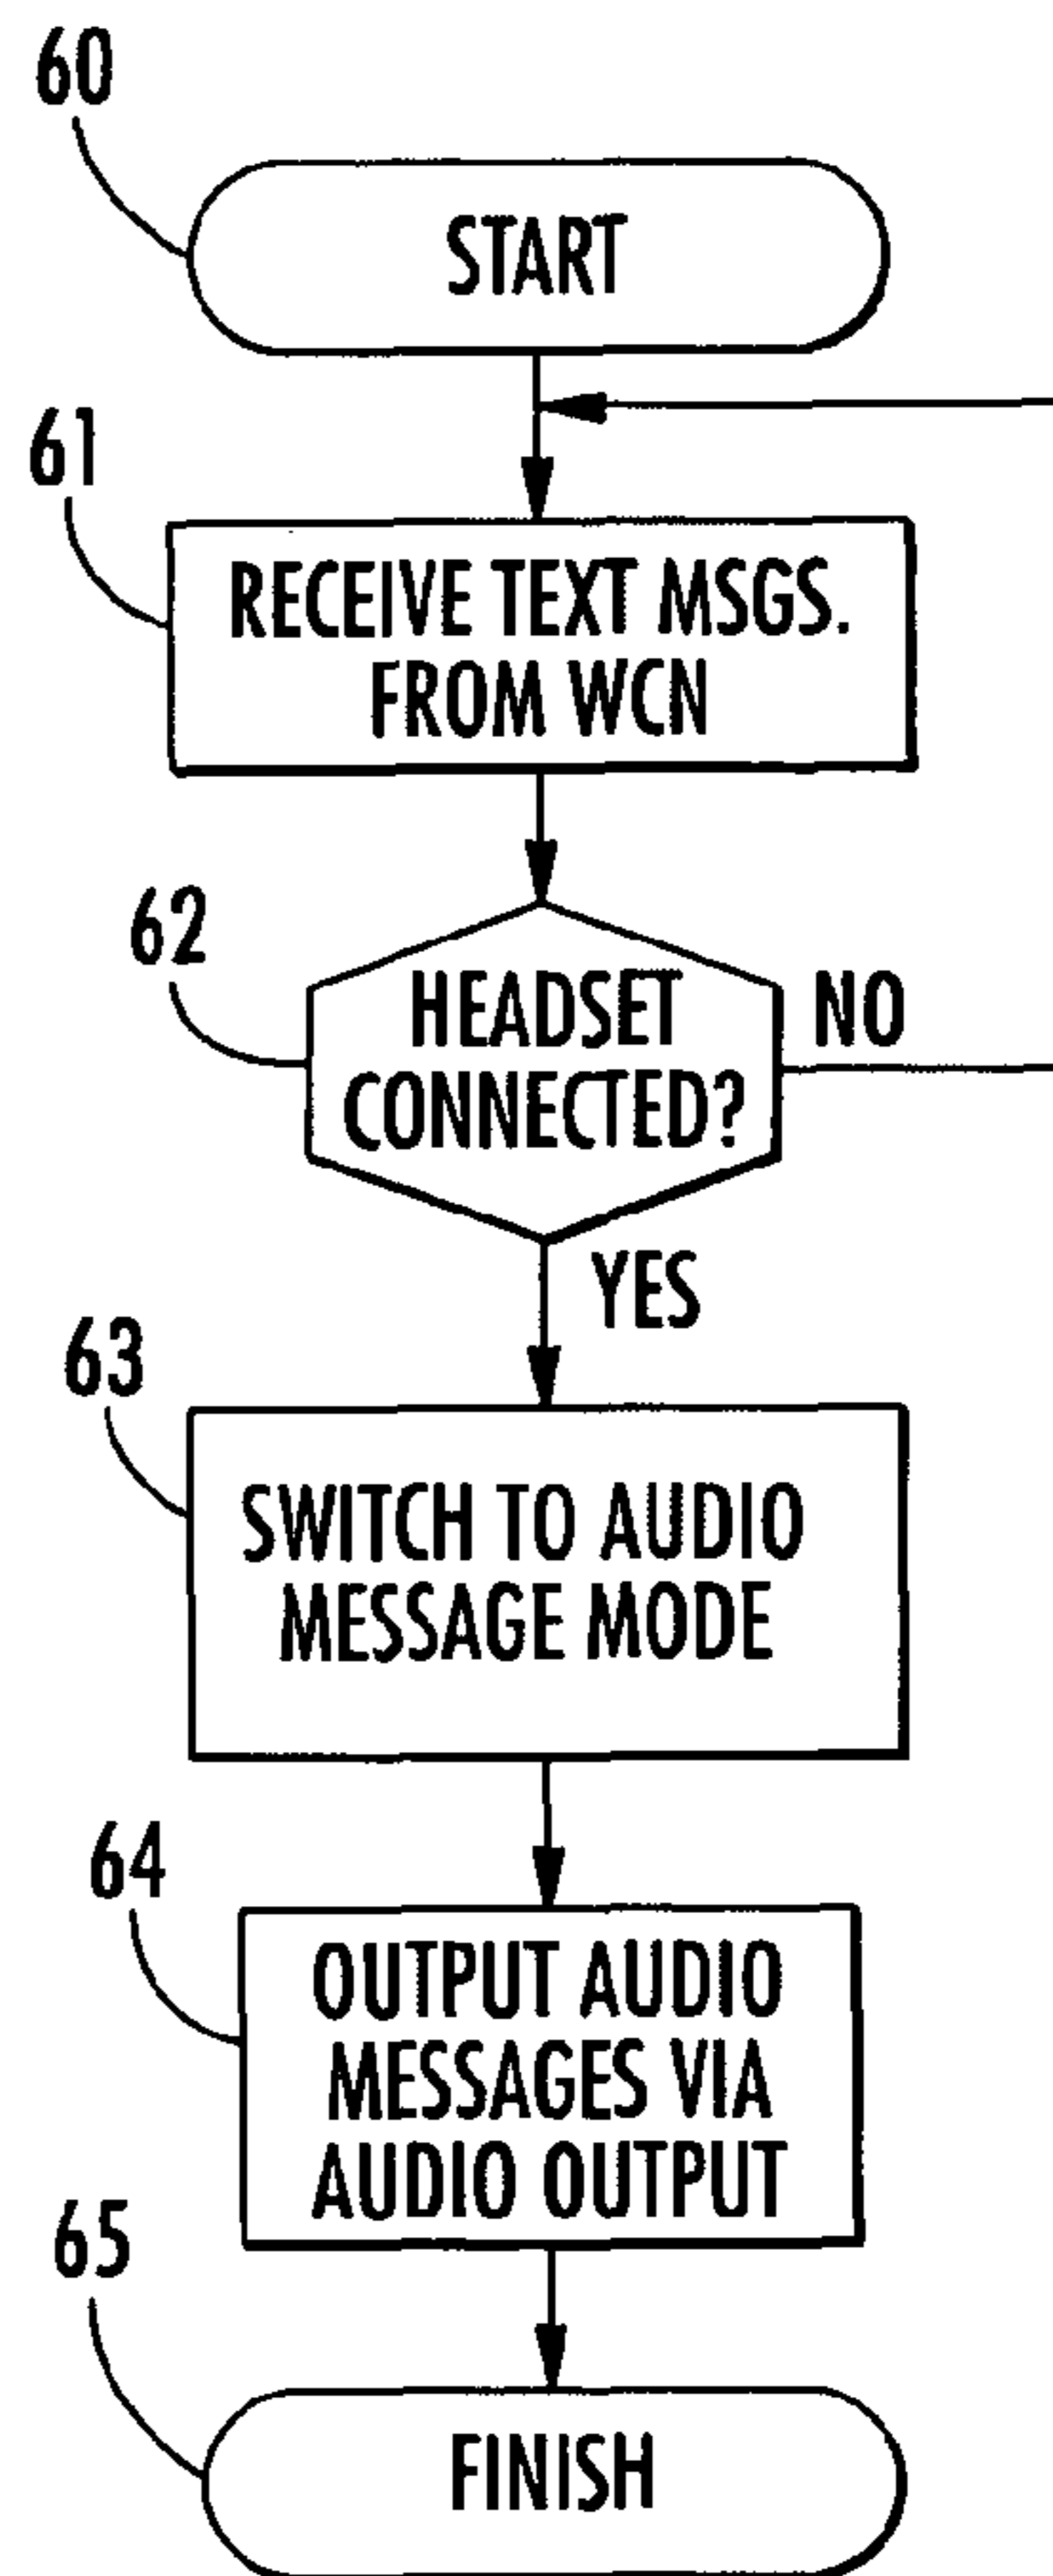 60
START
61
RECEIVE TEXT MSGS.
FROM WCN
62
HEADSET
CONNECTED?
NO
YES
63
SWITCH TO AUDIO
MESSAGE MODE
64
OUTPUT AUDIO
MESSAGES VIA
AUDIO OUTPUT
65
FINISH